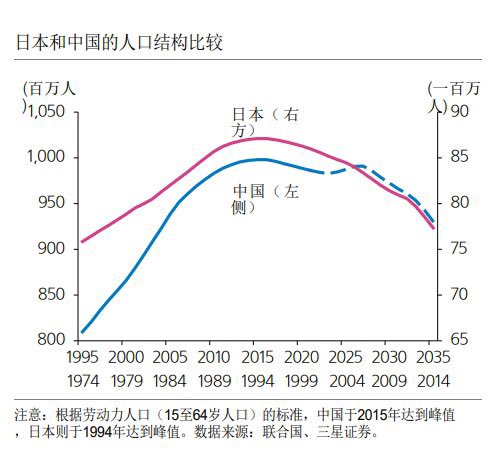 日本和中国的人口结构比较
(百万人
)
(一百万
人)
1,050
90
日本（右
方）
1,000
85
中国（左
侧）
950
80
900
75
850
70
800
65
1995 2000 2005 2010 2015 2020 2025 2030 2035
1974 1979 1984 1989 1994 1999 2004 2009 2014
注意：根据劳动力人口（15至64岁人口）的标准，中国于2015年达到峰值
，日本则于1994年达到峰值。数据来源：联合国、三星证券。